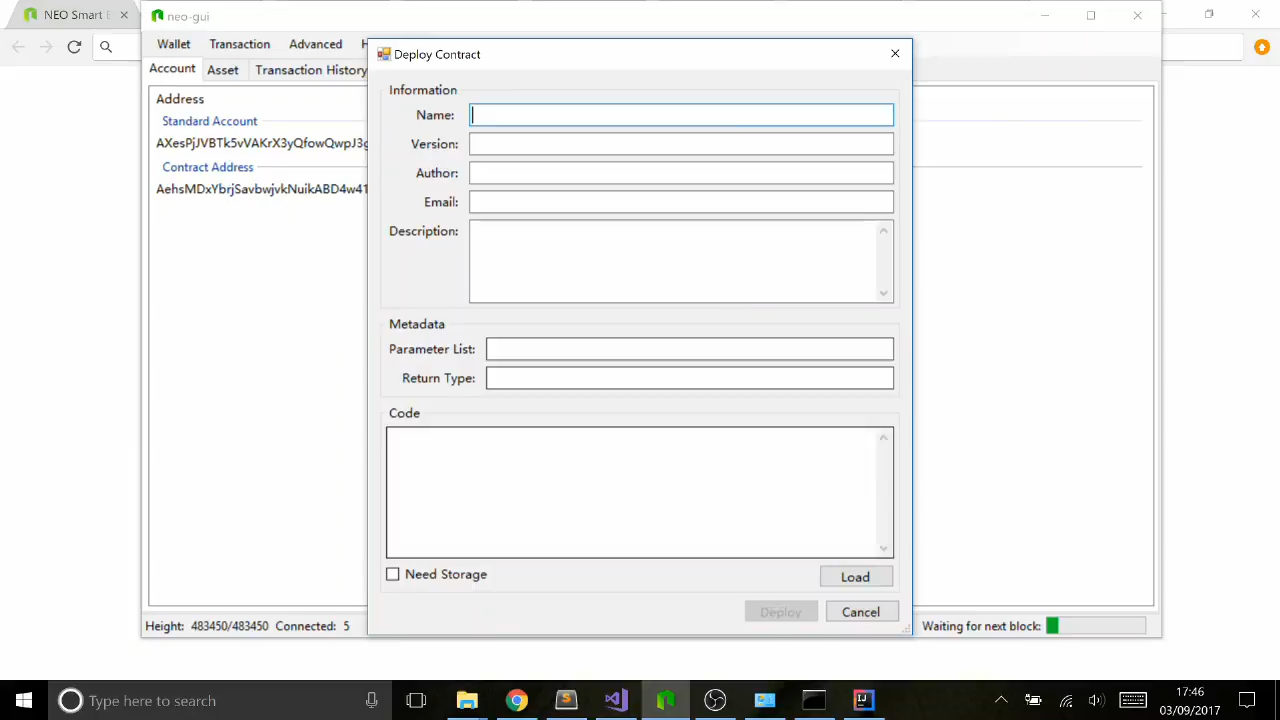 NEO Smart
neo-gui
Wallet Transaction Advanced
Deploy Contract
Account Asset Transaction History
Information
Address
Name:
Standard Account
Version:
AXesPjJVBTk5vVAKrX3yQfowQwpJ3
Contract Address
Author:
AehsMDxYbrjSavbwjvkNuikABD4w41
Email:
Description:
Metadata
Parameter List:
Return Type:
Code
Need Storage
Load
Deploy Cancel
Height: 483450/483450 Connected: 5
Waiting for next block:
Type here to search
17:46
03/09/2017